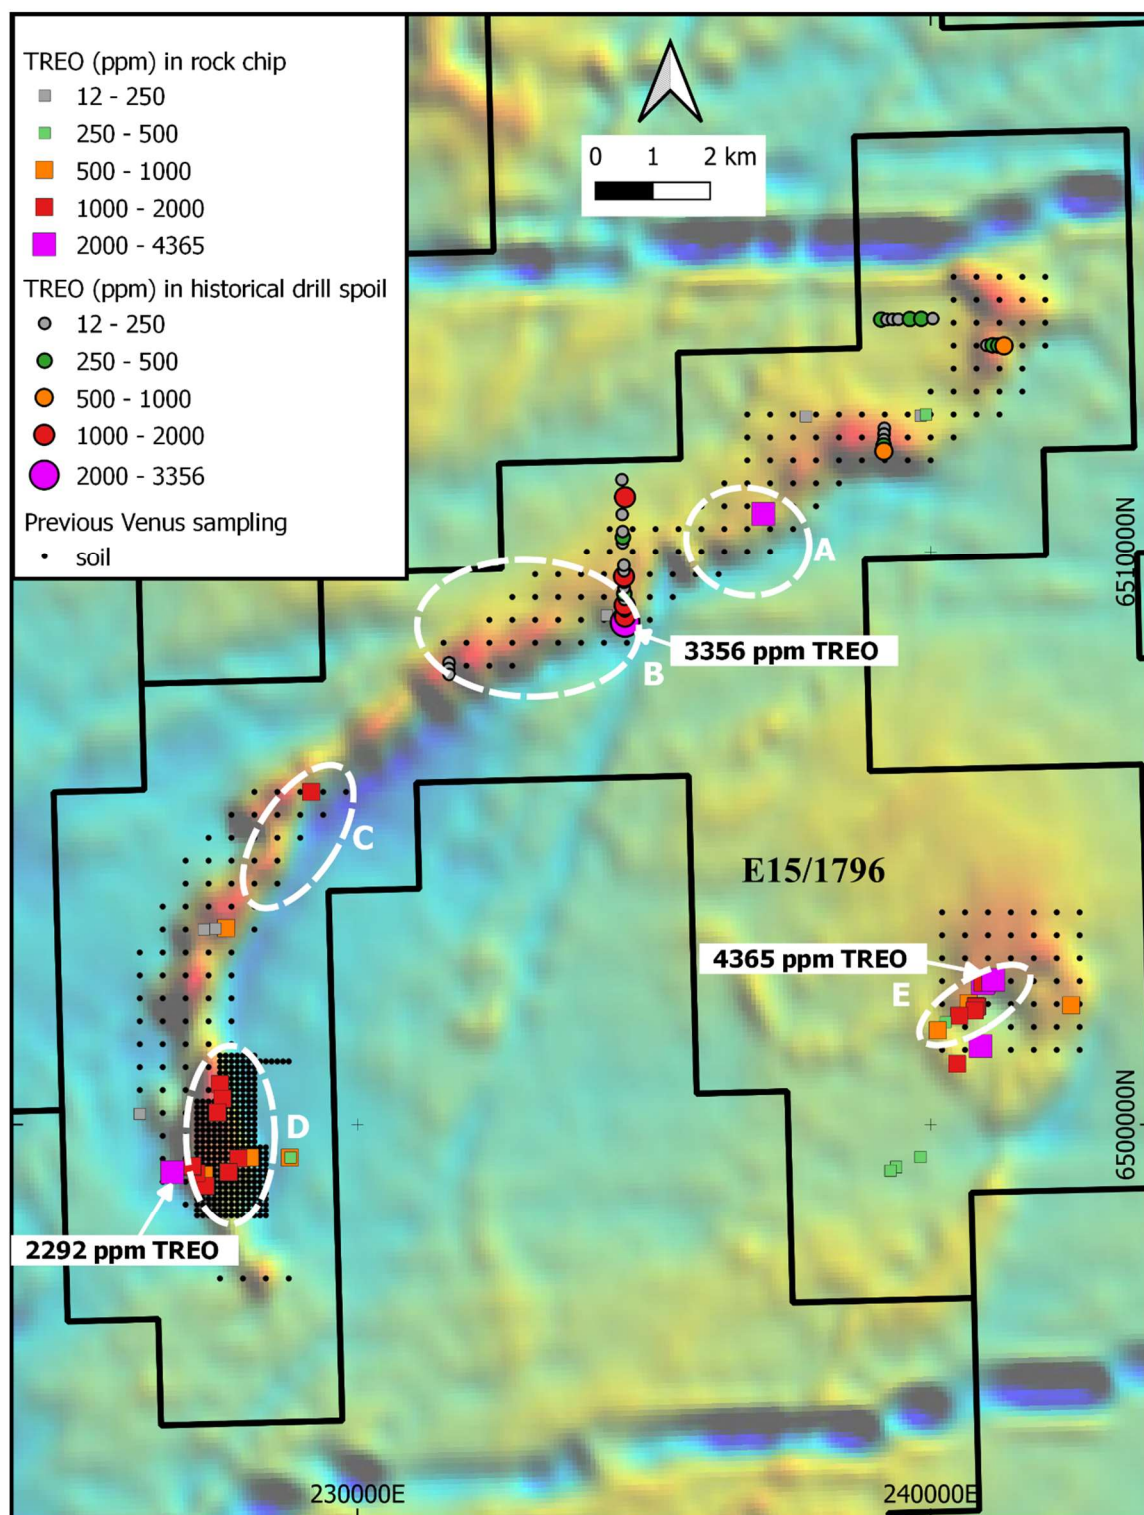 TREO (ppm) in rock chip
12 - 250
250 - 500
500 - 1000
1000 - 2000
2000 - 4365
TREO (ppm) in historical drill spoil
12 - 250
250 - 500
500 - 1000
1000 - 2000
2000 - 3356
Previous Venus sampling
soil
0 1 2 km
A
6510000N
3356 ppm TREO
B
C
E15/1796
4365 ppm TREO
E
D
6500000N
2292 ppm TREO
230000E
240000E